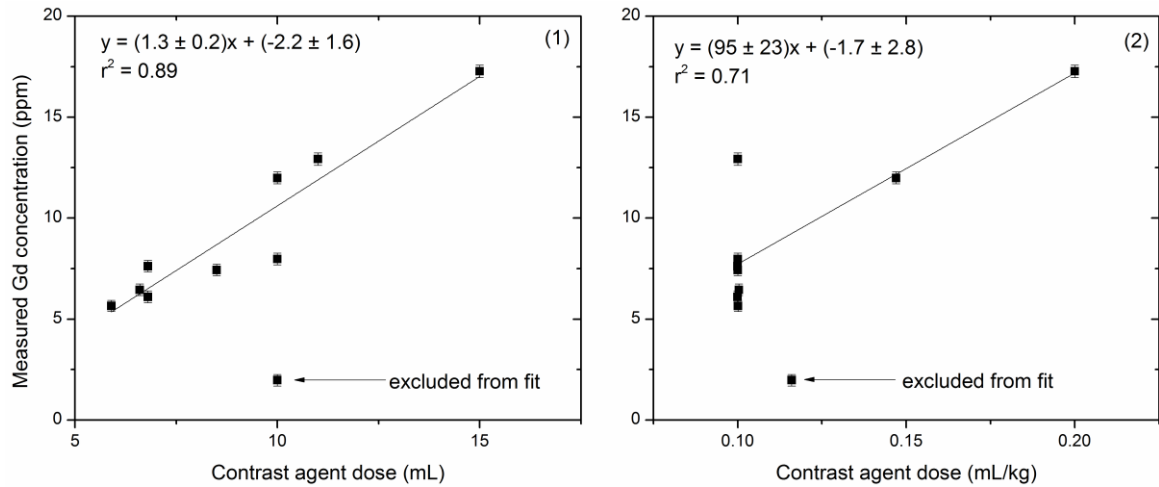 Measured Gd concentration (ppm)
20
15
10
5
0
y = (1.3 ± 0.2)x + (-2.2 ± 1.6)
r² = 0.89
(1)
excluded from fit
5
10
15
Contrast agent dose (mL)
20
15
10
5
0
y = (95 ± 23)x + (-1.7 ± 2.8)
r² = 0.71
(2)
excluded from fit
0.10
0.15
0.20
Contrast agent dose (mL/kg)